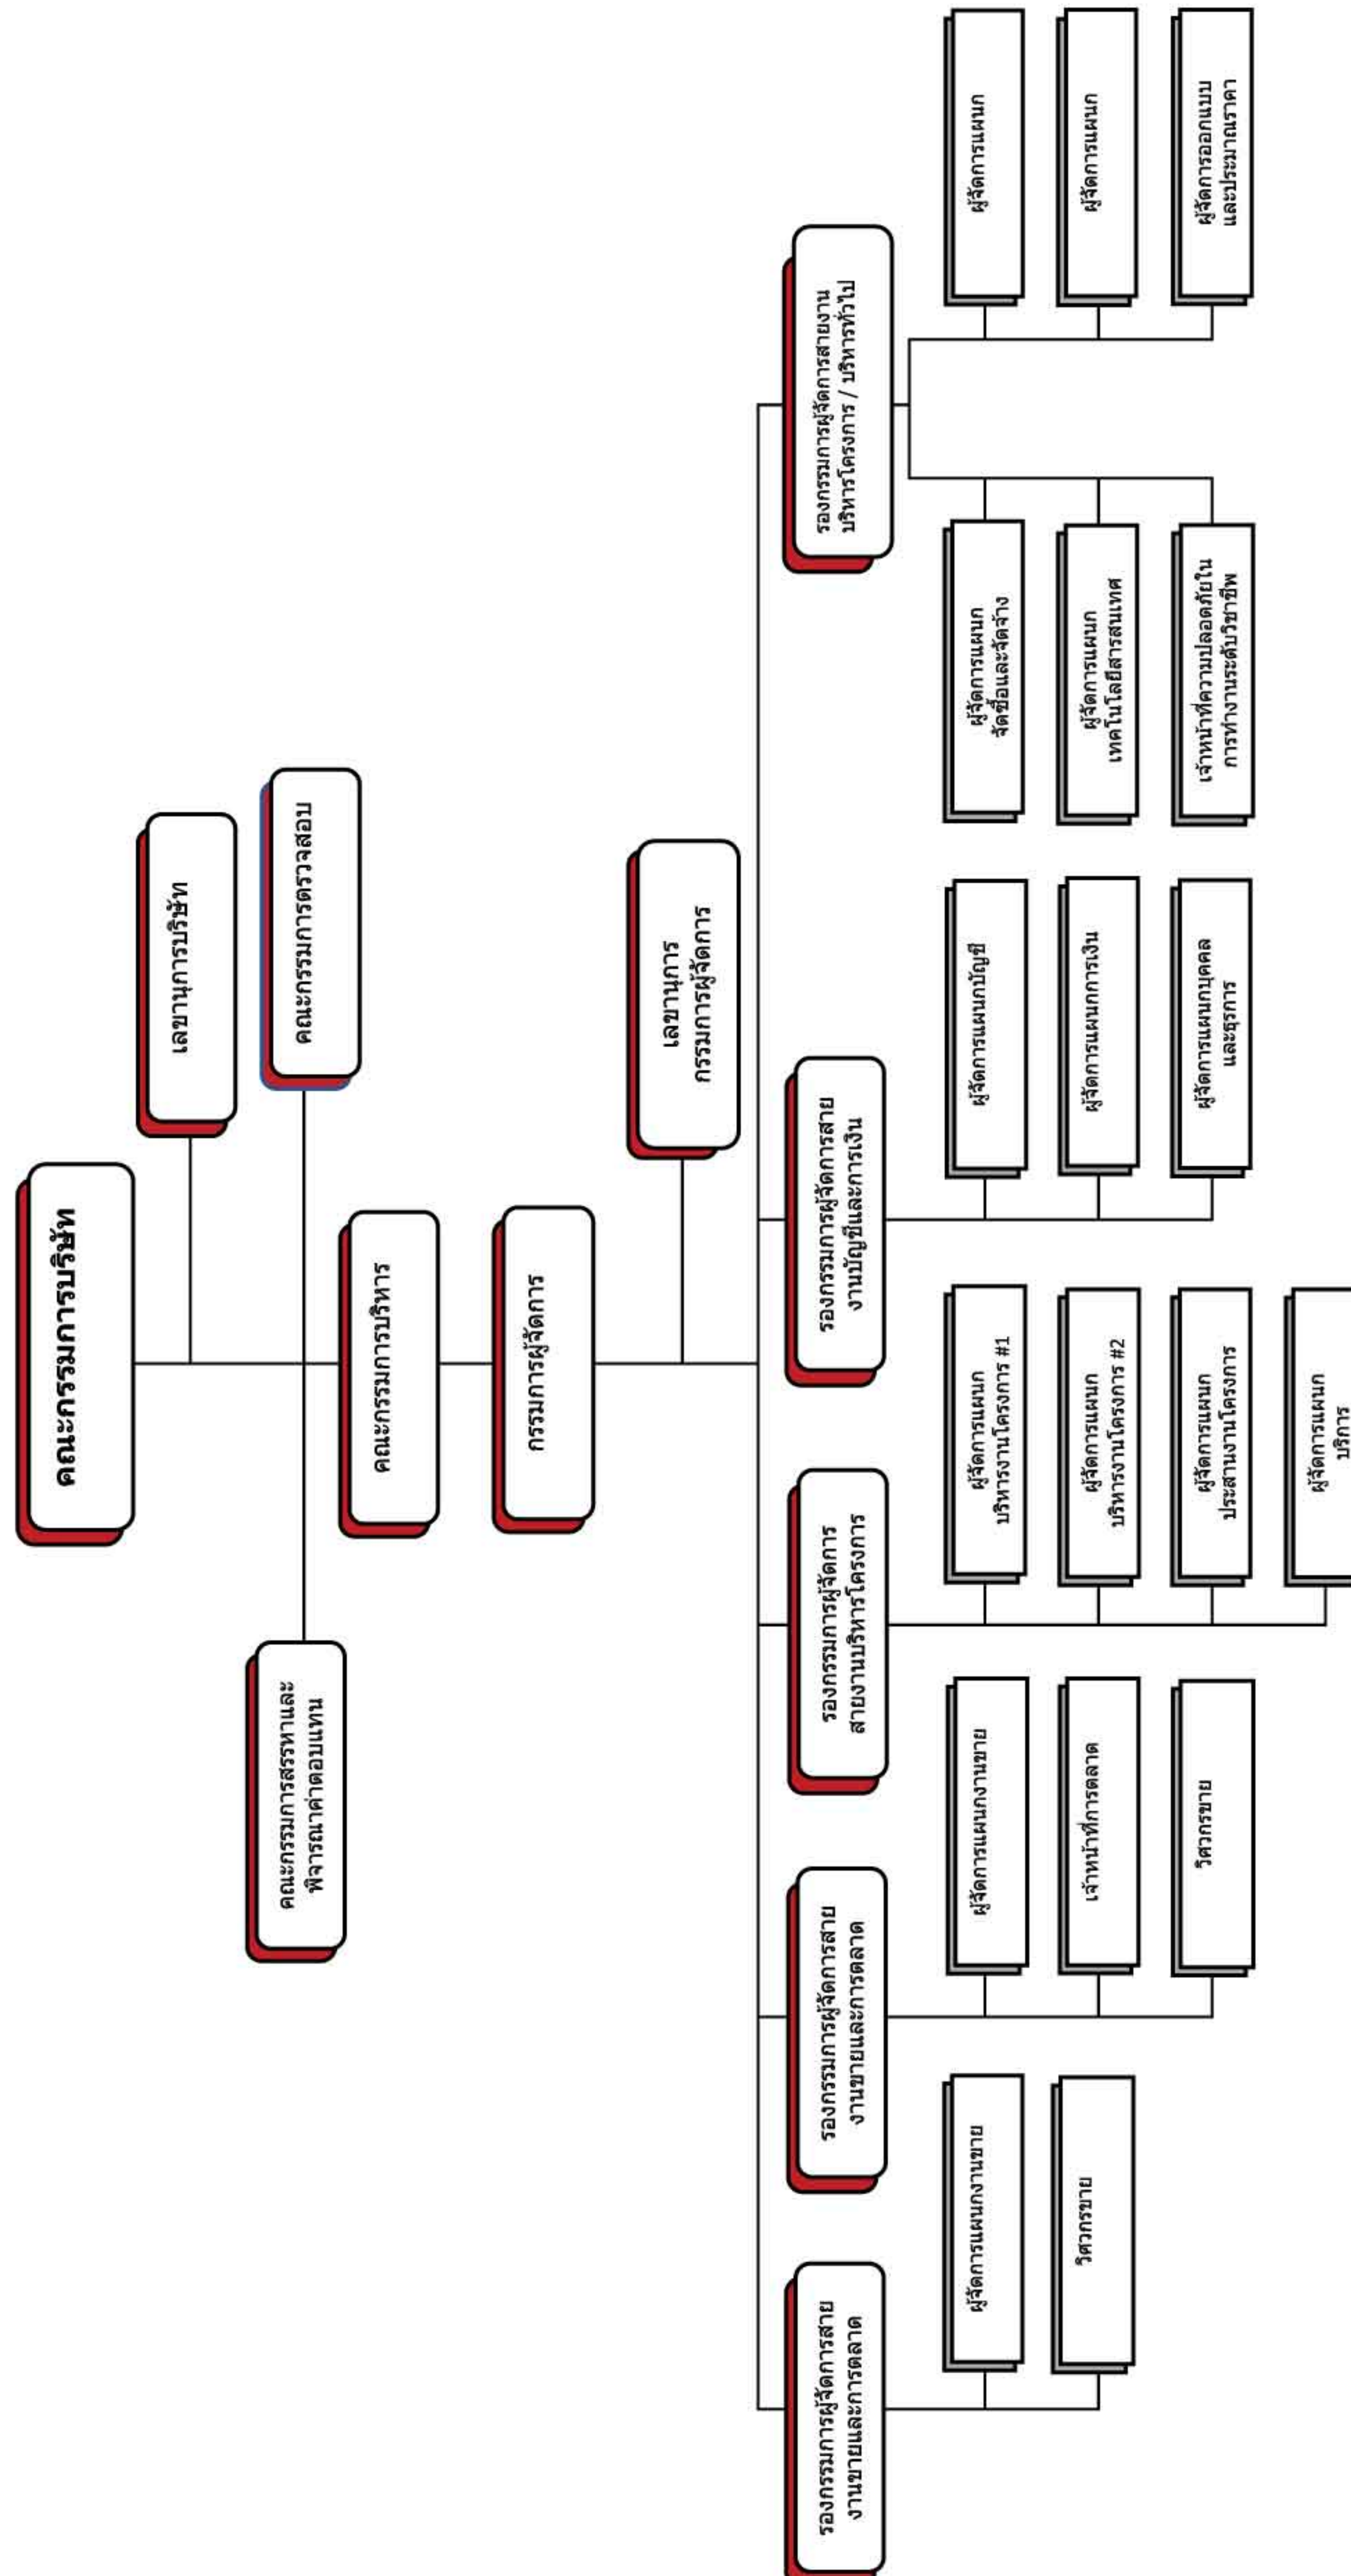 คณะกรรมการบริษัท
เลขานุการบริษัท
คณะกรรมการสรรหาและ
พิจารณาค่าตอบแทน
คณะกรรมการตรวจสอบ
คณะกรรมการบริหาร
กรรมการผู้จัดการ
เลขานุการ
กรรมการผู้จัดการ
รองกรรมการผู้จัดการสาย
งานขายและการตลาด
ผู้จัดการแผนกงานขาย
วิศวกรขาย
รองกรรมการผู้จัดการสาย
งานขายและการตลาด
ผู้จัดการแผนกงานขาย
เจ้าหน้าที่การตลาด
วิศวกรขาย
รองกรรมการผู้จัดการ
สายงานบริหารโครงการ
ผู้จัดการแผนก
บริหารงานโครงการ #1
ผู้จัดการแผนก
บริหารงานโครงการ #2
ผู้จัดการแผนก
ประสานงานโครงการ
ผู้จัดการแผนก
บริการ
รองกรรมการผู้จัดการสาย
งานบัญชีและการเงิน
ผู้จัดการแผนกบัญชี
ผู้จัดการแผนกการเงิน
ผู้จัดการแผนกบุคคล
และธุรการ
รองกรรมการผู้จัดการสายงาน
บริหารโครงการ / บริหารทั่วไป
ผู้จัดการแผนก
จัดซื้อและจัดจ้าง
ผู้จัดการแผนก
เทคโนโลยีสารสนเทศ
เจ้าหน้าที่ความปลอดภัยใน
การทำงานระดับวิชาชีพ
ผู้จัดการแผนก
ผู้จัดการแผนก
ผู้จัดการออกแบบ
และประมาณราคา